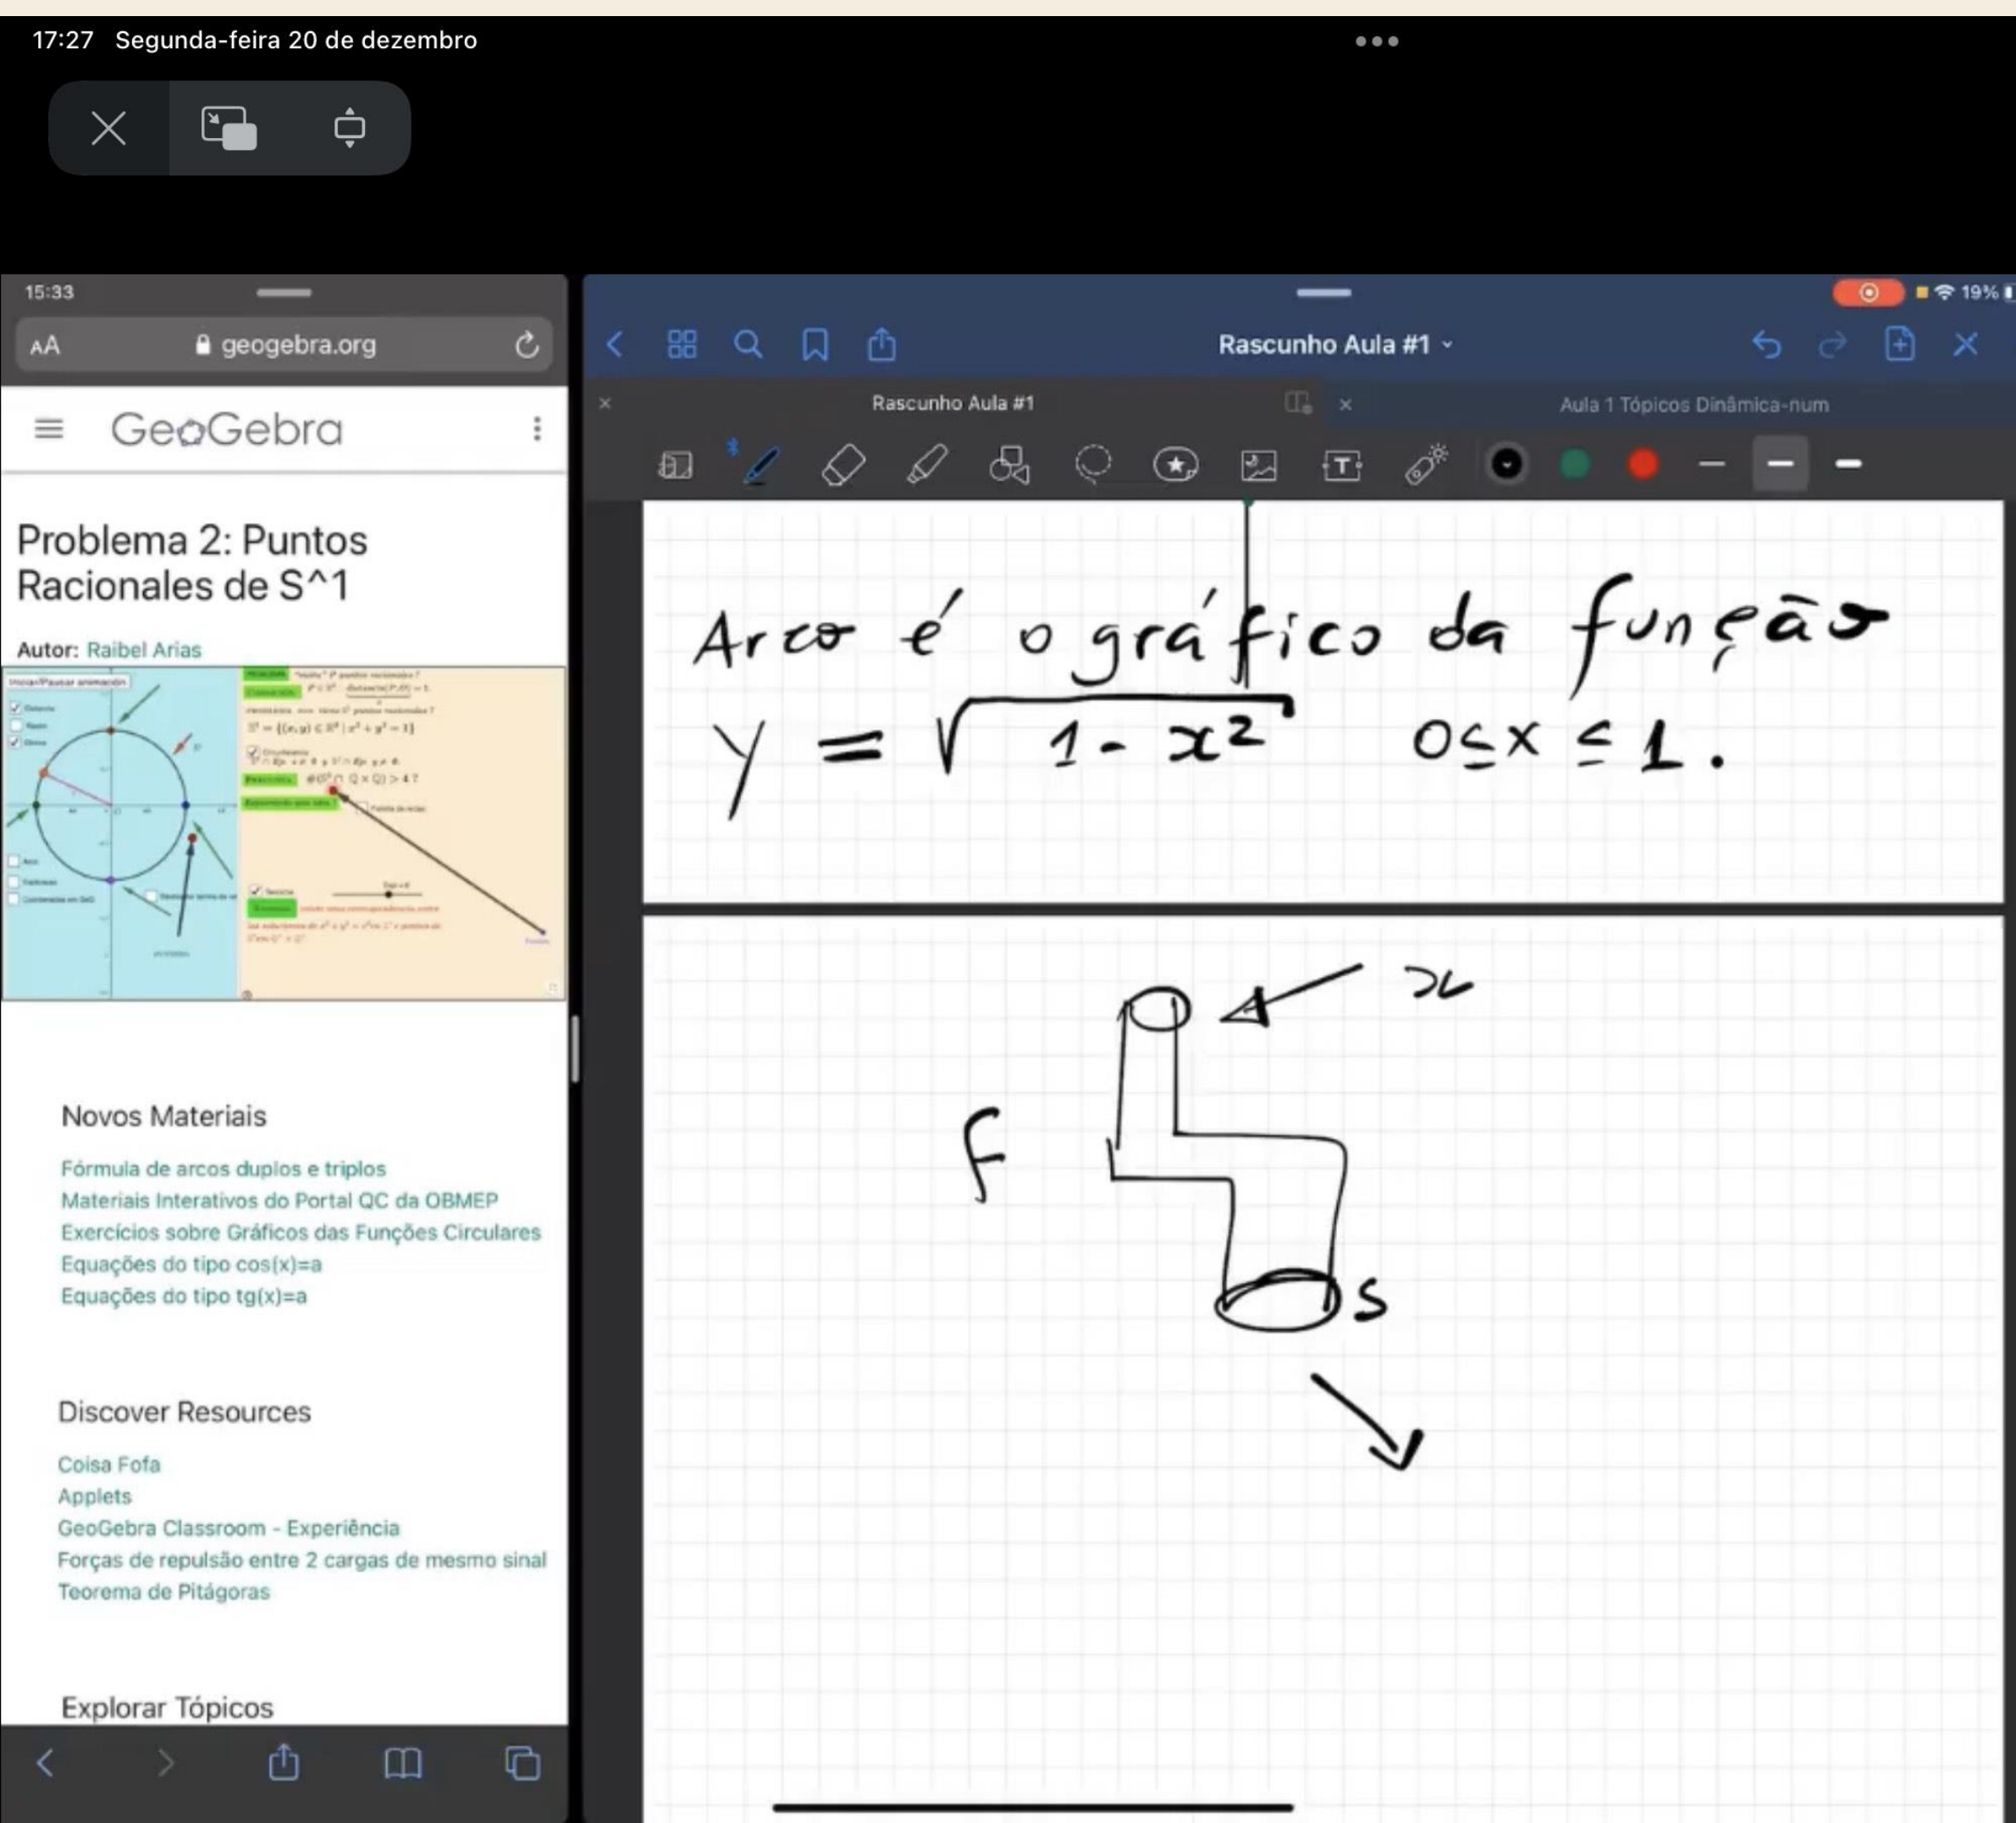 17:27 Segunda-feira 20 de dezembro
15:33
AA geogebra.org
GeoGebra
Problema 2: Puntos
Racionales de S^1
Autor: Raibel Arias
Iniciar/Pausar animación
Novos Materiais
Fórmula de arcos duplos e triplos
Materiais Interativos do Portal QC da OBMEP
Exercícios sobre Gráficos das Funções Circulares
Equações do tipo cos(x)=a
Equações do tipo tg(x)=a
Discover Resources
Coisa Fofa
Applets
GeoGebra Classroom - Experiência
Forças de repulsão entre 2 cargas de mesmo sinal
Teorema de Pitágoras
Explorar Tópicos
19%
Rascunho Aula #1
Rascunho Aula #1
Aula 1 Tópicos Dinâmica-num
Arco é o gráfico da função
y = √1-x² 0≤x≤1.
x
F
S